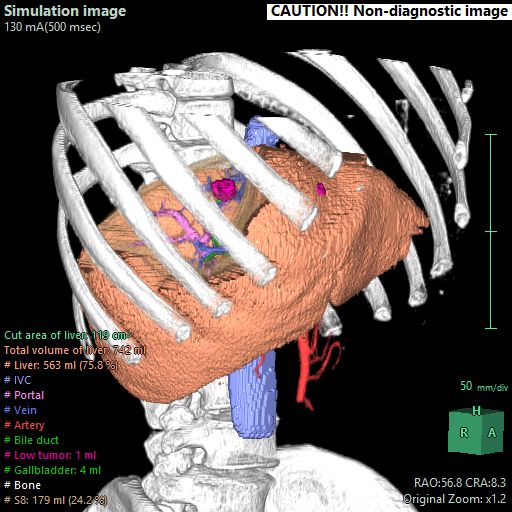 Simulation image
CAUTION!! Non-diagnostic image
130 mA(500 msec)
Cut area of liver: 119 cm²
Total volume of liver: 742 ml
# Liver: 563 ml (75.8 %)
# IVC
# Portal
# Vein
# Artery
# Bile duct
# Low tumor: 1 ml
# Gallbladder: 4 ml
# Bone
# S8: 179 ml (24.2 %)
50 mm/div
H
R A
RAO:56.8 CRA:8.3
Original Zoom: x1.2